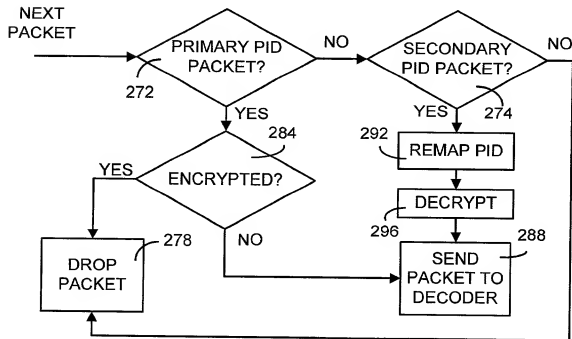 NEXT
PACKET
PRIMARY PID
PACKET?
272
NO
SECONDARY
PID PACKET?
274
NO
YES
284
YES
292
REMAP PID
YES
ENCRYPTED?
DECRYPT
296
278
NO
288
DROP
PACKET
SEND
PACKET TO
DECODER